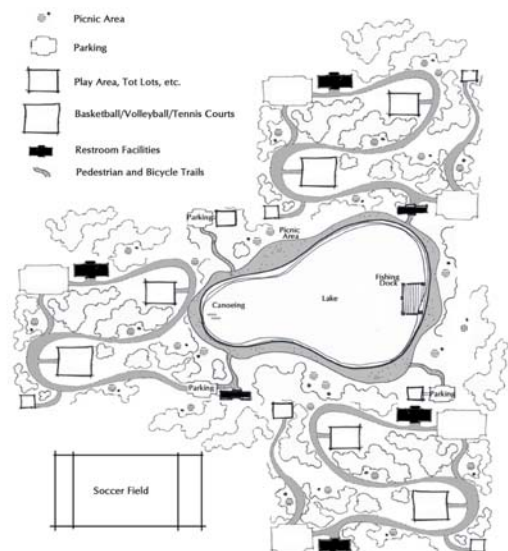 Picnic Area
Parking
Play Area, Tot Lots, etc.
Basketball/Volleyball/Tennis Courts
Restroom Facilities
Pedestrian and Bicycle Trails
Parking
Picnic
Area
Fishing
Dock
Canoeing
Lake
Parking
Parking
Soccer Field